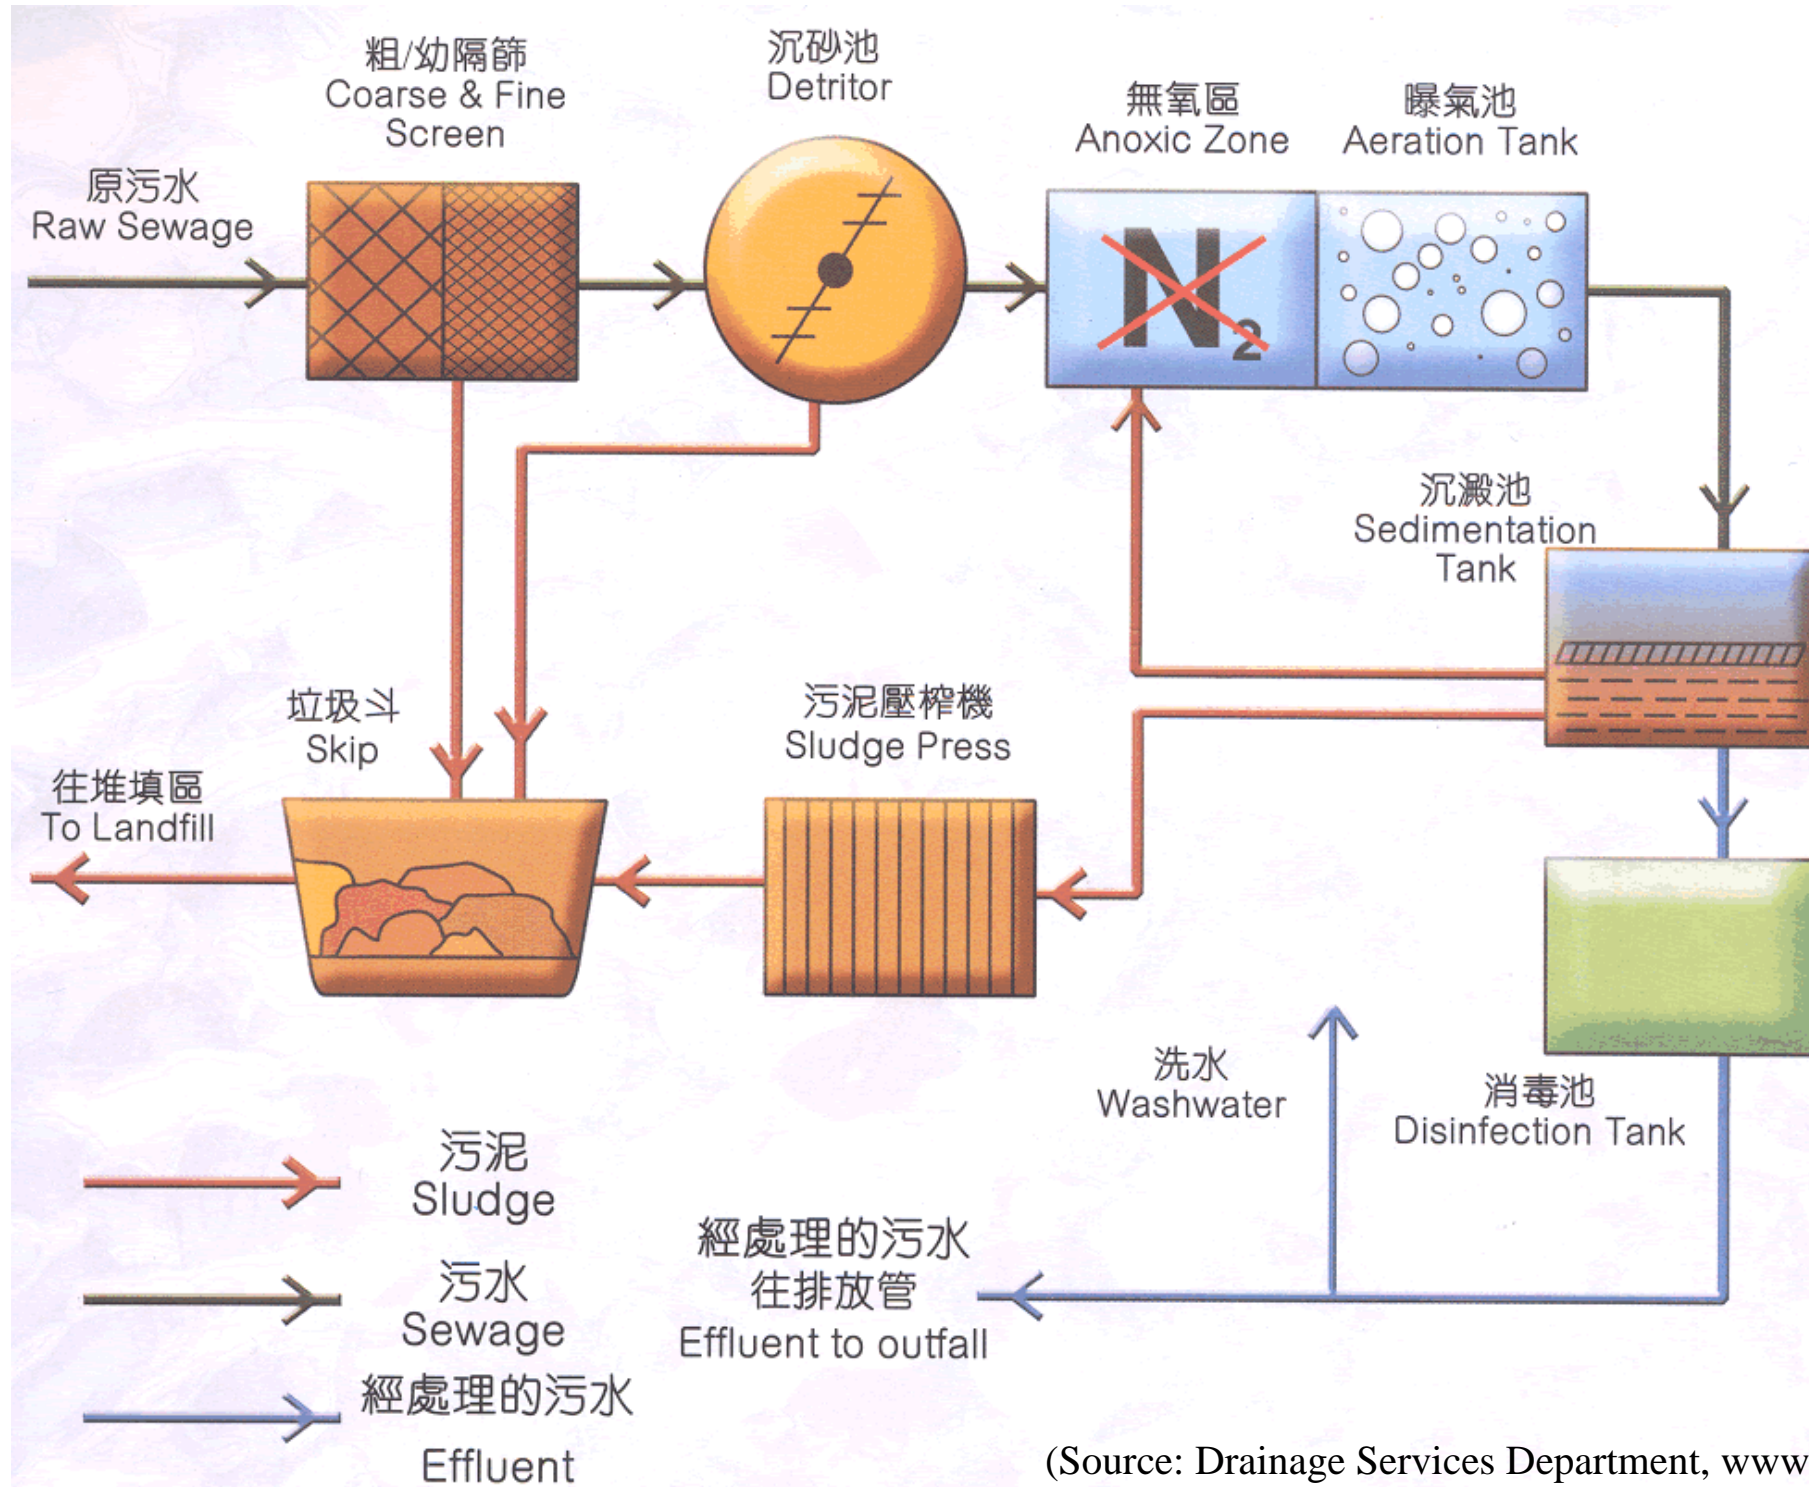 粗/幼隔篩
Coarse & Fine
Screen
沉砂池
Detritor
無氧區
Anoxic Zone
曝氣池
Aeration Tank
原污水
Raw Sewage
N2
沉澱池
Sedimentation
Tank
垃圾斗
Skip
污泥壓榨機
Sludge Press
往堆填區
To Landfill
洗水
Washwater
消毒池
Disinfection Tank
污泥
Sludge
污水
Sewage
經處理的污水
Effluent
經處理的污水
往排放管
Effluent to outfall
(Source: Drainage Services Department, www